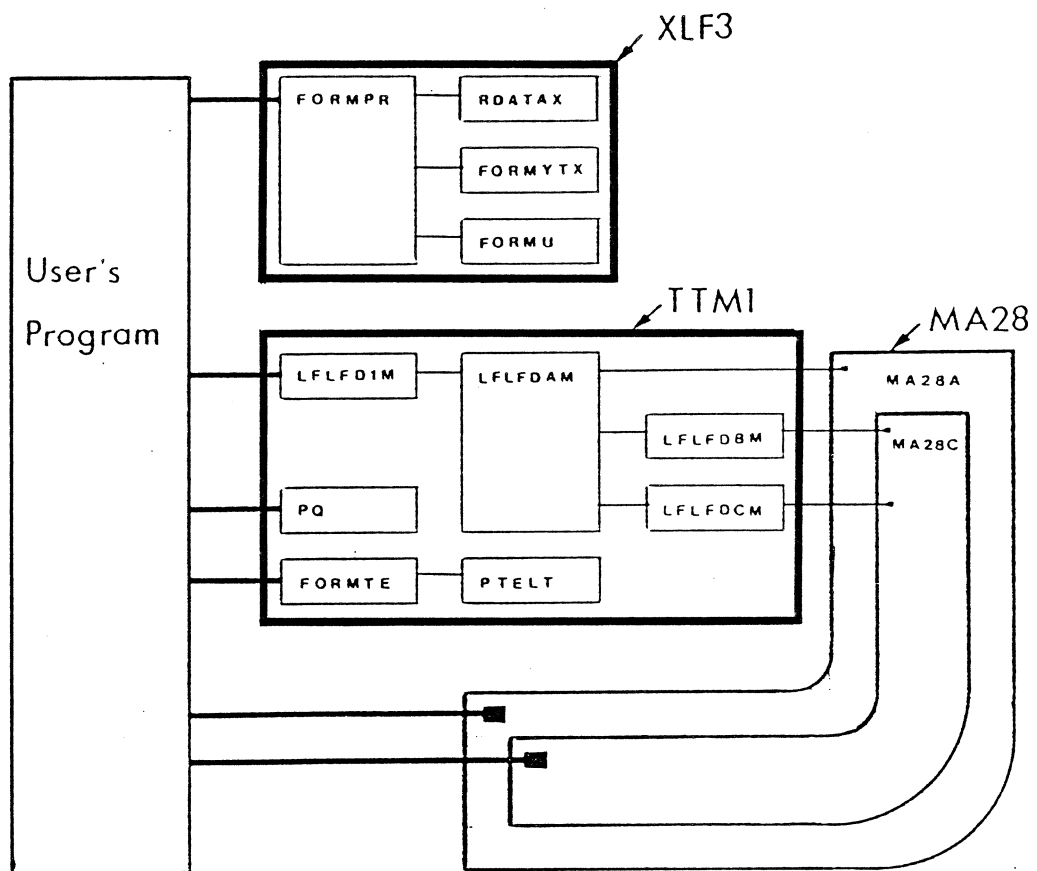 XLF3
FORMPR
RDATAX
FORMYTX
FORMU
User's
Program
TTM1
MA28
LFLFD1M
LFLFDAM
MA28A
LFLFDBM
MA28C
PQ
LFLFDCM
FORMTE
PTELT